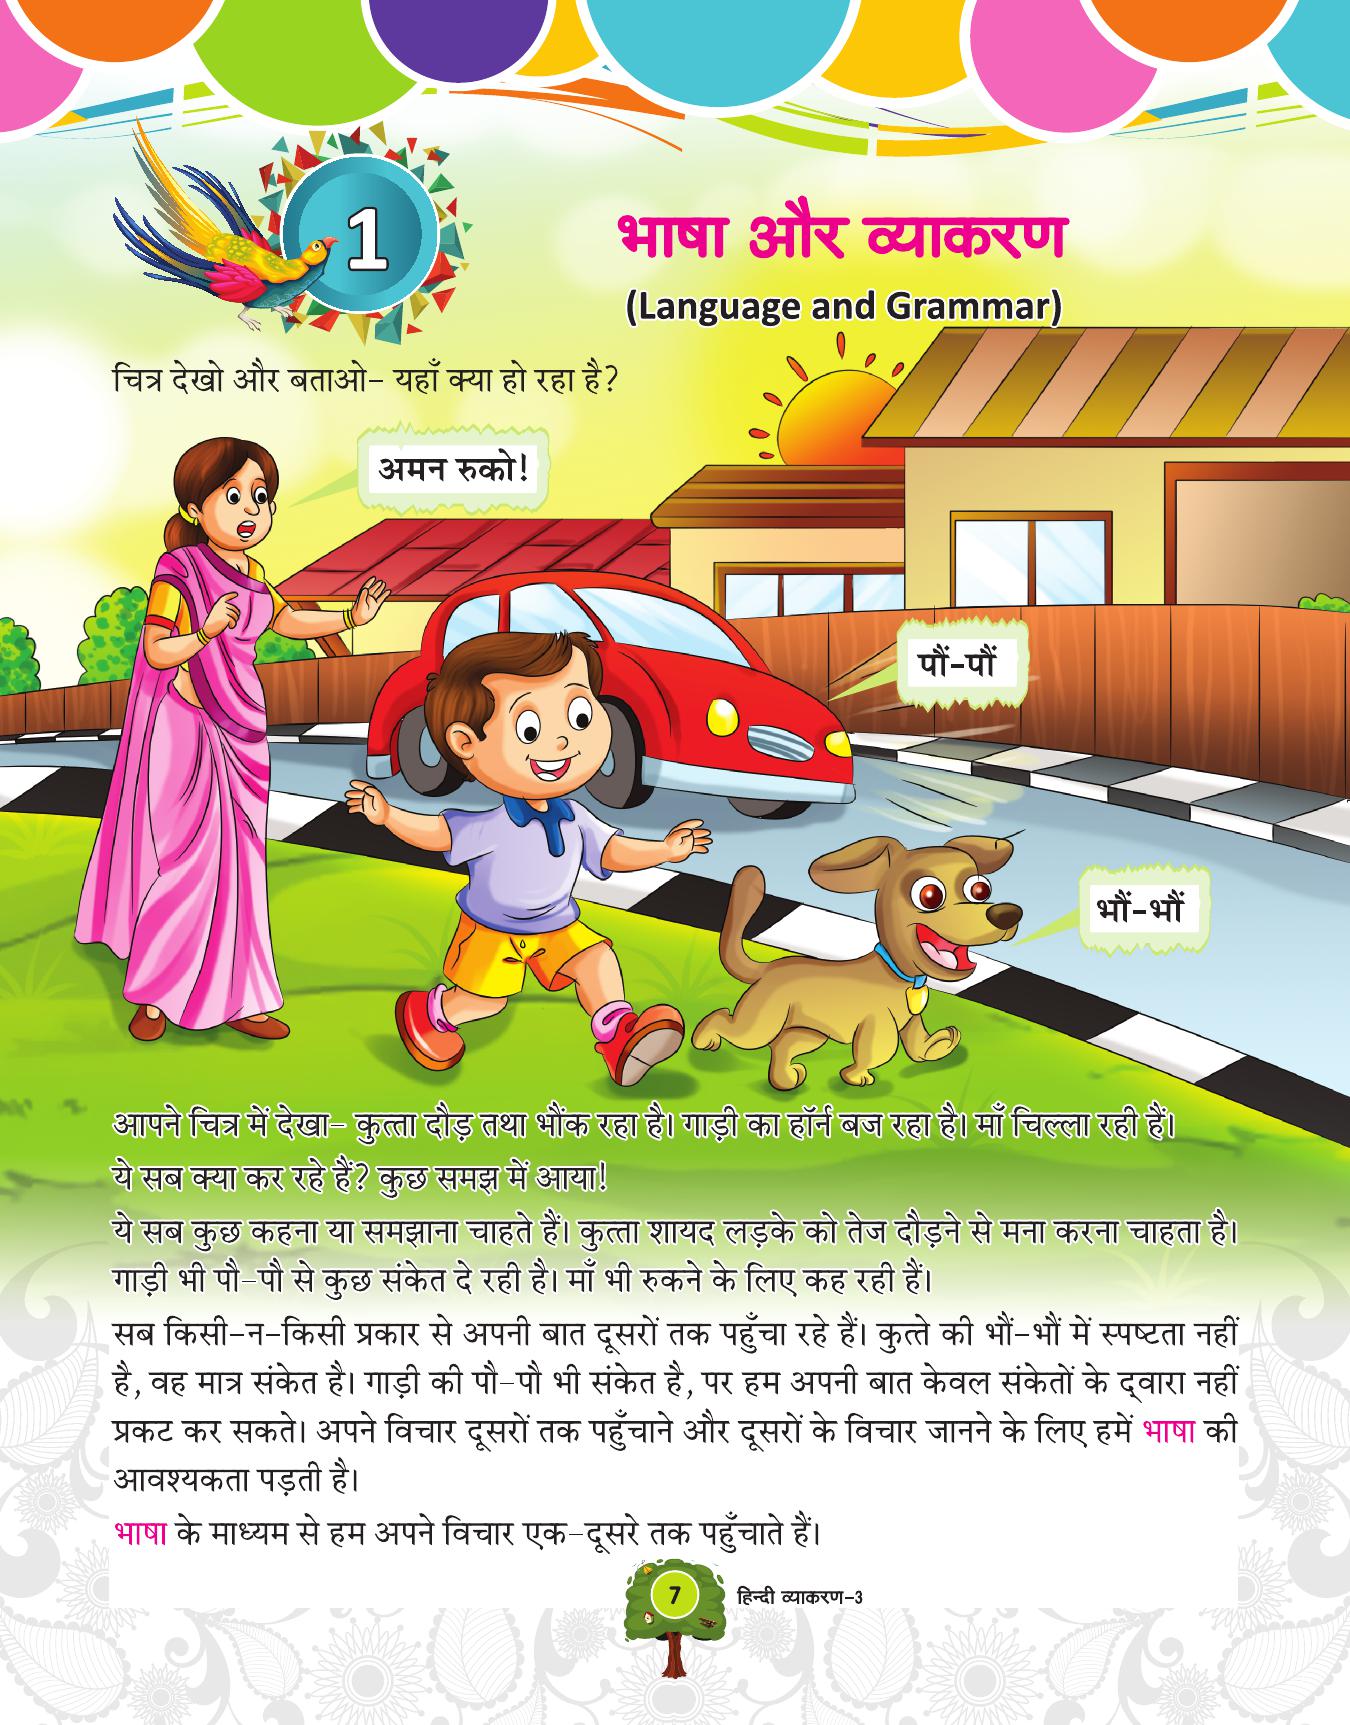 1
भाषा और व्याकरण
(Language and Grammar)
चित्र देखो और बताओ– यहाँ क्या हो रहा है?
अमन रुको!
पौं-पौं
भौं-भौं
आपने चित्र में देखा– कुत्ता दौड़ तथा भौंक रहा है। गाड़ी का हॉर्न बज रहा है। माँ चिल्ला रही हैं।
ये सब क्या कर रहे हैं? कुछ समझ में आया!
ये सब कुछ कहना या समझाना चाहते हैं। कुत्ता शायद लड़के को तेज दौड़ने से मना करना चाहता है।
गाड़ी भी पौ-पौ से कुछ संकेत दे रही है। माँ भी रुकने के लिए कह रही हैं।
सब किसी-न-किसी प्रकार से अपनी बात दूसरों तक पहुँचा रहे हैं। कुत्ते की भौं-भौं में स्पष्टता नहीं
है, वह मात्र संकेत है। गाड़ी की पौ-पौ भी संकेत है, पर हम अपनी बात केवल संकेतों के द्‌वारा नहीं
प्रकट कर सकते। अपने विचार दूसरों तक पहुँचाने और दूसरों के विचार जानने के लिए हमें भाषा की
आवश्यकता पड़ती है।
भाषा के माध्यम से हम अपने विचार एक-दूसरे तक पहुँचाते हैं।
7 हिन्दी व्याकरण-3